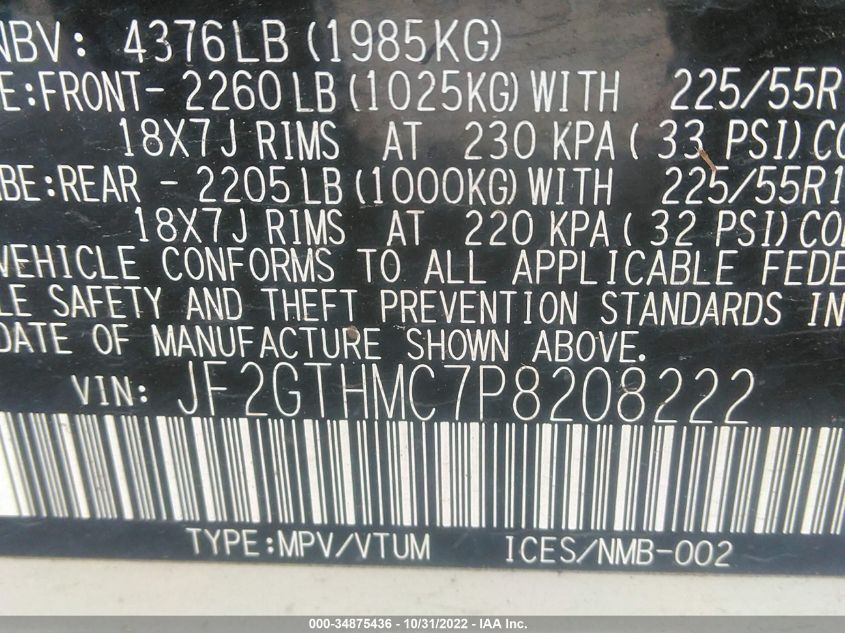 NBV: 4376LB (1985KG)
E:FRONT- 2260 LB (1025KG) WITH 225/55R
18X7J RIMS AT 230 KPA ( 33 PSI) CO
ABE:REAR - 2205 LB (1000KG) WITH 225/55R1
18X7J RIMS AT 220 KPA ( 32 PSI) CO
VEHICLE CONFORMS TO ALL APPLICABLE FEDE
LE SAFETY AND THEFT PREVENTION STANDARDS IN
DATE OF MANUFACTURE SHOWN ABOVE.
VIN: JF2GTHMC7P8208222
TYPE:MPV/VTUM ICES/NMB-002
000-34875436 - 10/31/2022 - IAA Inc.